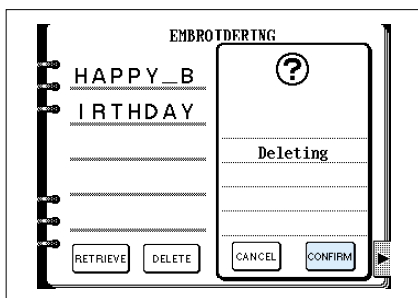 EMBROIDERING
HAPPY_B
IRTHDAY
RETRIEVE DELETE
?
Deleting
CANCEL CONFIRM